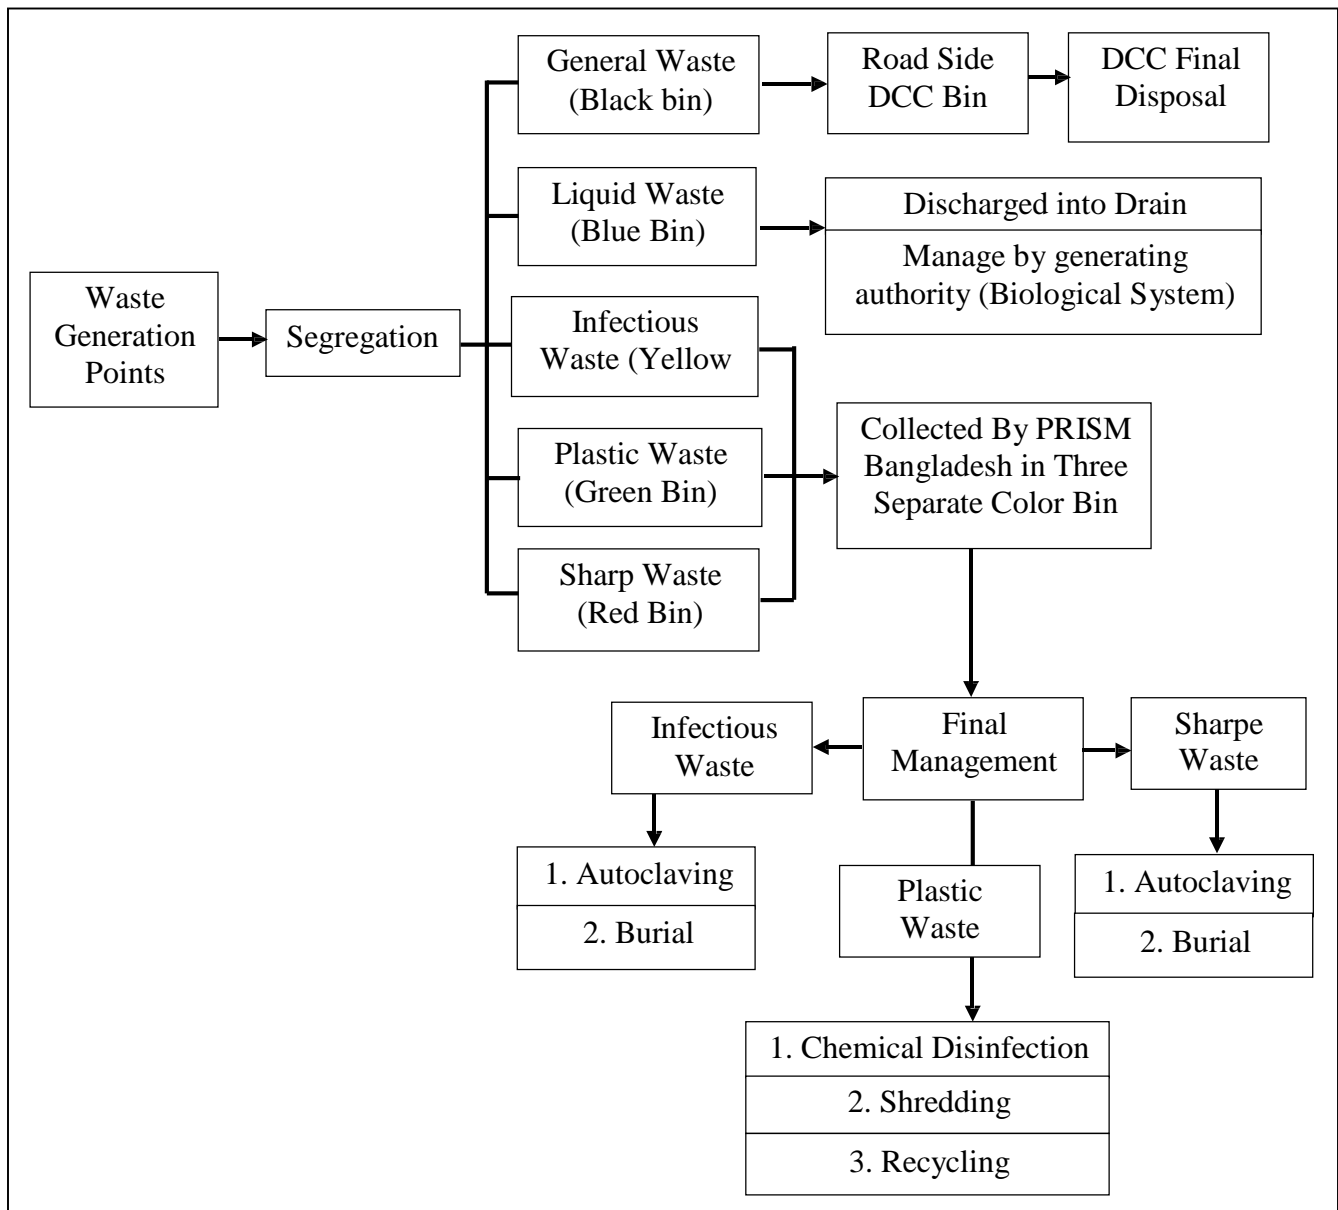 General Waste
(Black bin)
Road Side
DCC Bin
DCC Final
Disposal
Liquid Waste
(Blue Bin)
Discharged into Drain
Manage by generating
authority (Biological System)
Waste
Generation
Points
Segregation
Infectious
Waste (Yellow
Plastic Waste
(Green Bin)
Collected By PRISM
Bangladesh in Three
Separate Color Bin
Sharp Waste
(Red Bin)
Infectious
Waste
Final
Management
Sharpe
Waste
1. Autoclaving
2. Burial
Plastic
Waste
1. Autoclaving
2. Burial
1. Chemical Disinfection
2. Shredding
3. Recycling